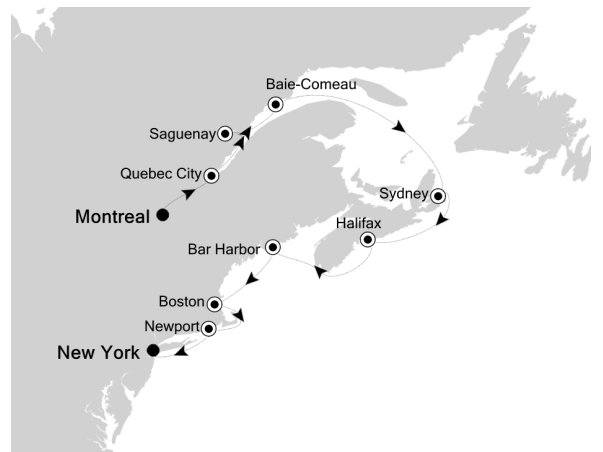 Baie-Comeau
Saguenay
Quebec City
Sydney
Montreal
Halifax
Bar Harbor
Boston
Newport
New York